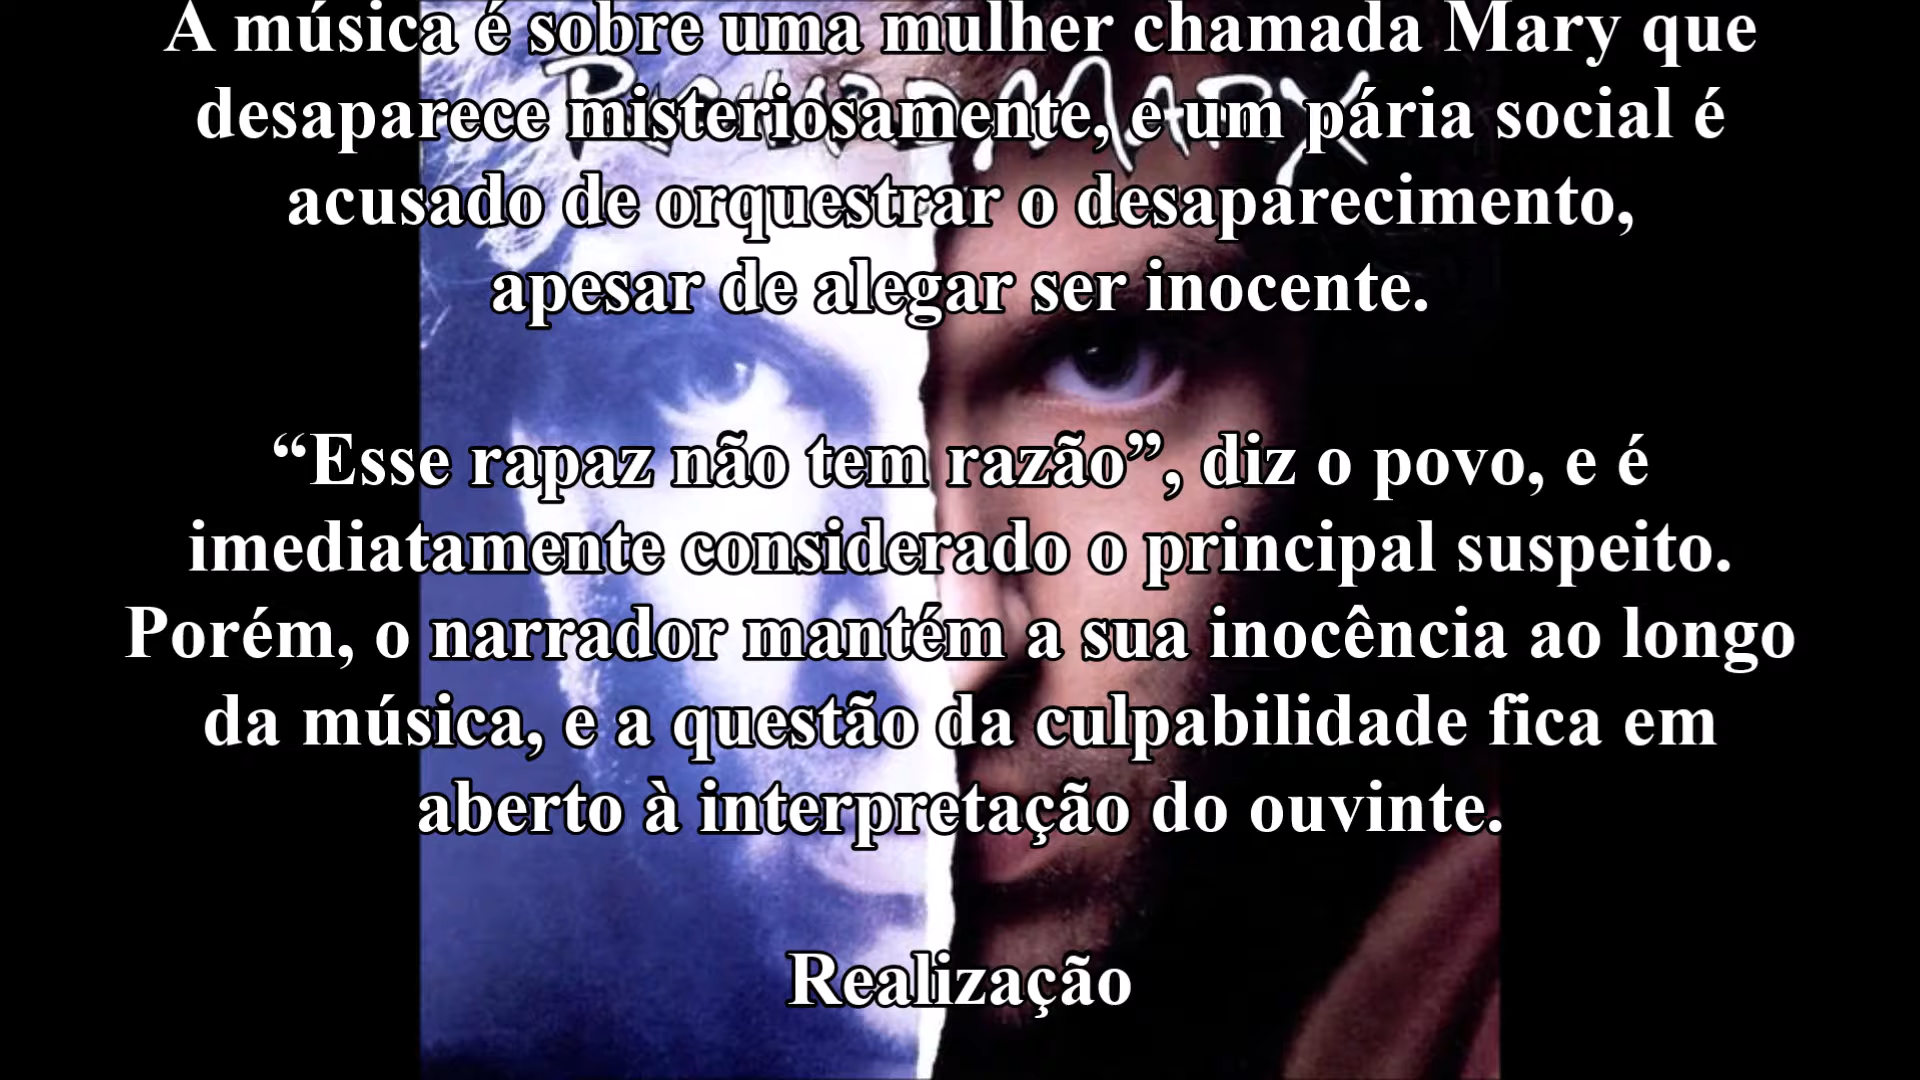 A música é sobre uma mulher chamada Mary que
RICHARD MARX
desaparece misteriosamente, e um pária social é
acusado de orquestrar o desaparecimento,
apesar de alegar ser inocente.
“Esse rapaz não tem razão”, diz o povo, e é
imediatamente considerado o principal suspeito.
Porém, o narrador mantém a sua inocência ao longo
da música, e a questão da culpabilidade fica em
aberto à interpretação do ouvinte.
Realização